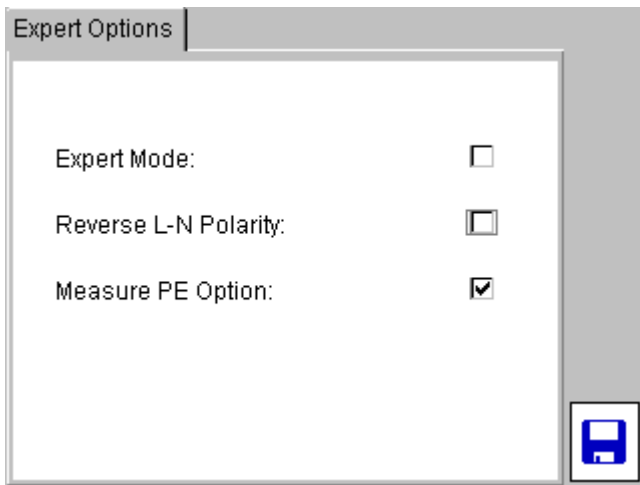 Expert Options
Expert Mode:
Reverse L-N Polarity:
Measure PE Option: